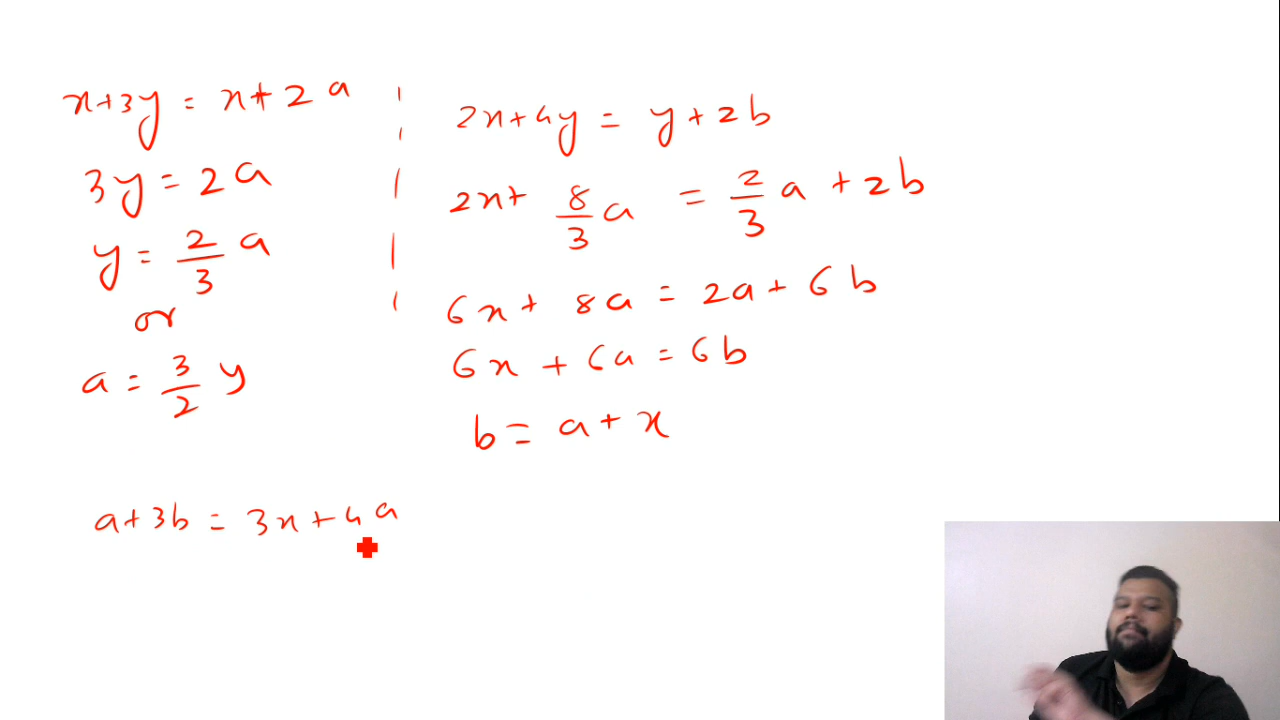 x+3y = x+2a
3y = 2a
y = 2/3 a
or
a = 3/2 y
2x+4y = y+2b
2x+ 8/3 a = 2/3 a + 2b
6x + 8a = 2a + 6b
6x + 6a = 6b
b = a + x
a+3b = 3x+4a